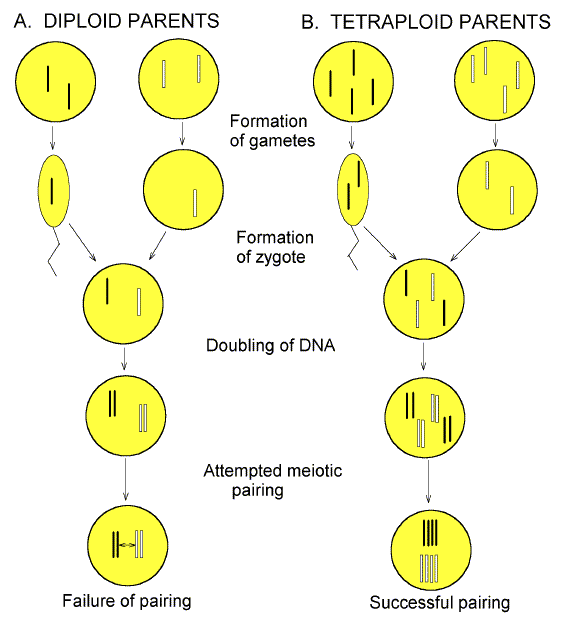 A. DIPLOID PARENTS
B. TETRAPLOID PARENTS
Formation
of gametes
Formation
of zygote
Doubling of DNA
Attempted meiotic
pairing
Failure of pairing
Successful pairing